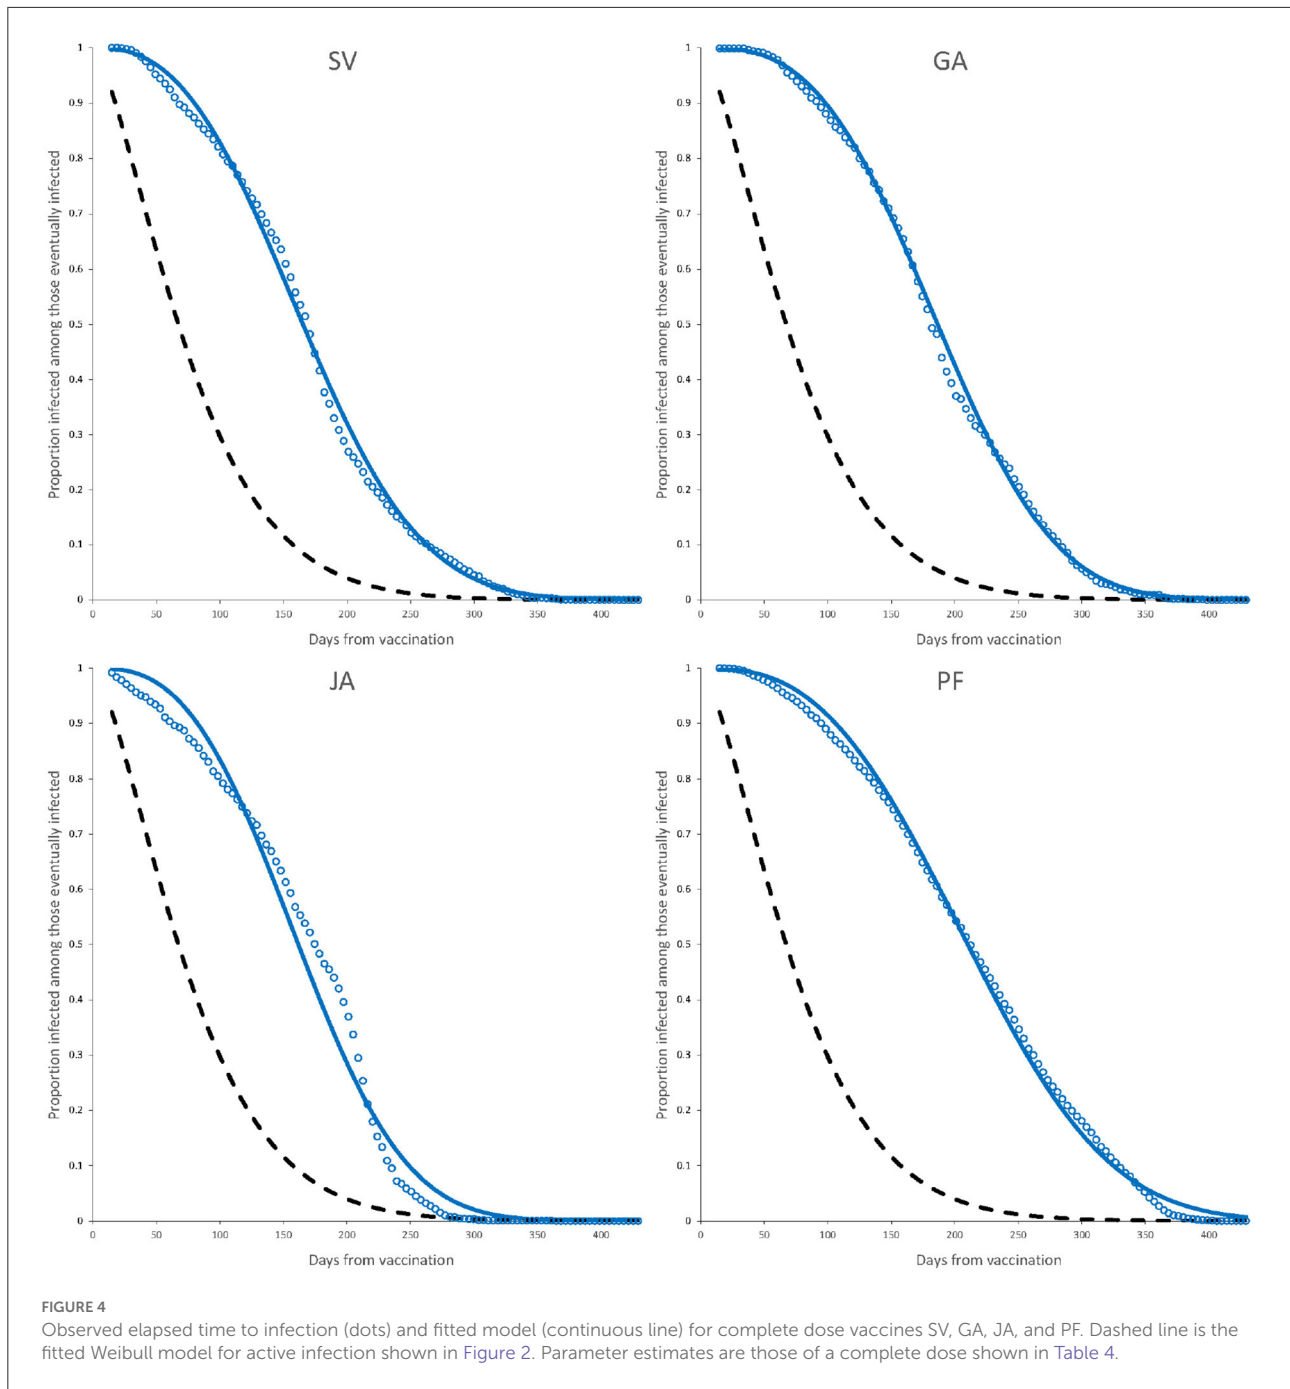 SV
1
0.9
0.8
0.7
0.6
0.5
0.4
0.3
0.2
0.1
0
Proportion infected among those eventually infected
0 50 100 150 200 250 300 350 400
Days from vaccination
GA
1
0.9
0.8
0.7
0.6
0.5
0.4
0.3
0.2
0.1
0
Proportion infected among those eventually infected
0 50 100 150 200 250 300 350 400
Days from vaccination
JA
1
0.9
0.8
0.7
0.6
0.5
0.4
0.3
0.2
0.1
0
Proportion infected among those eventually infected
0 50 100 150 200 250 300 350 400
Days from vaccination
PF
1
0.9
0.8
0.7
0.6
0.5
0.4
0.3
0.2
0.1
0
Proportion infected among those eventually infected
0 50 100 150 200 250 300 350 400
Days from vaccination
FIGURE 4
Observed elapsed time to infection (dots) and fitted model (continuous line) for complete dose vaccines SV, GA, JA, and PF. Dashed line is the
fitted Weibull model for active infection shown in Figure 2. Parameter estimates are those of a complete dose shown in Table 4.